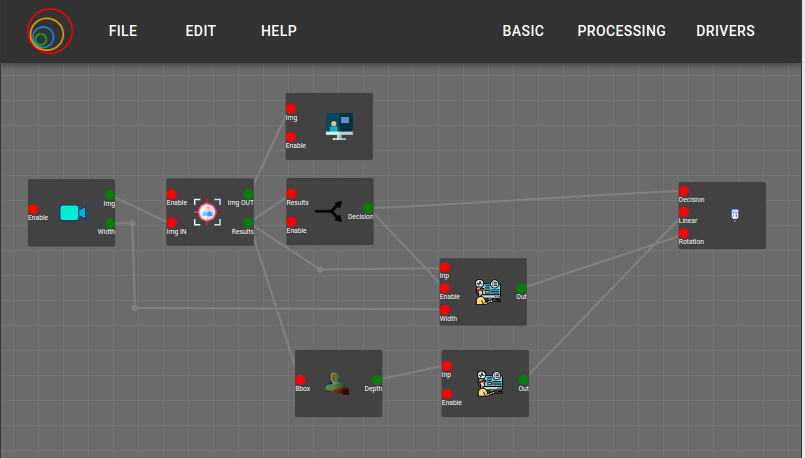 FILE
EDIT
HELP
BASIC
PROCESSING
DRIVERS
Img
Enable
Enable
Img
Width
Enable
Img IN
Img OUT
Results
Results
Enable
Decision
Decision
Linear
Rotation
Inp
Enable
Width
Out
Bbox
Depth
Inp
Enable
Out